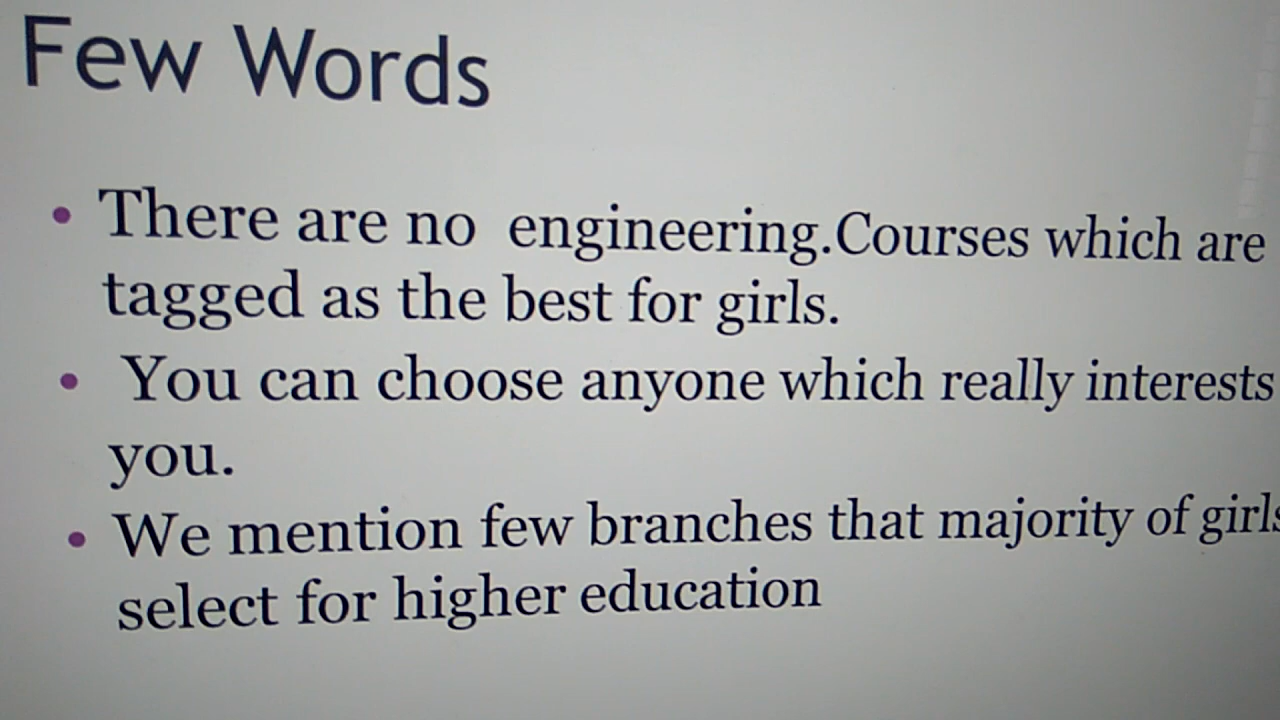 Few Words
• There are no engineering.Courses which are
tagged as the best for girls.
• You can choose anyone which really interests
you.
• We mention few branches that majority of girls
select for higher education